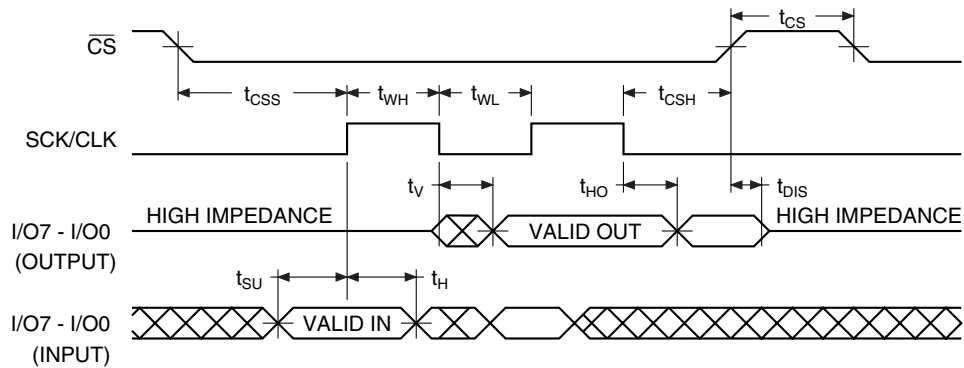 CS
tCS
tCSS
tWH
tWL
tCSH
SCK/CLK
tV
tHO
tDIS
HIGH IMPEDANCE
VALID OUT
HIGH IMPEDANCE
I/O7 - I/O0
(OUTPUT)
tSU
tH
I/O7 - I/O0
(INPUT)
VALID IN